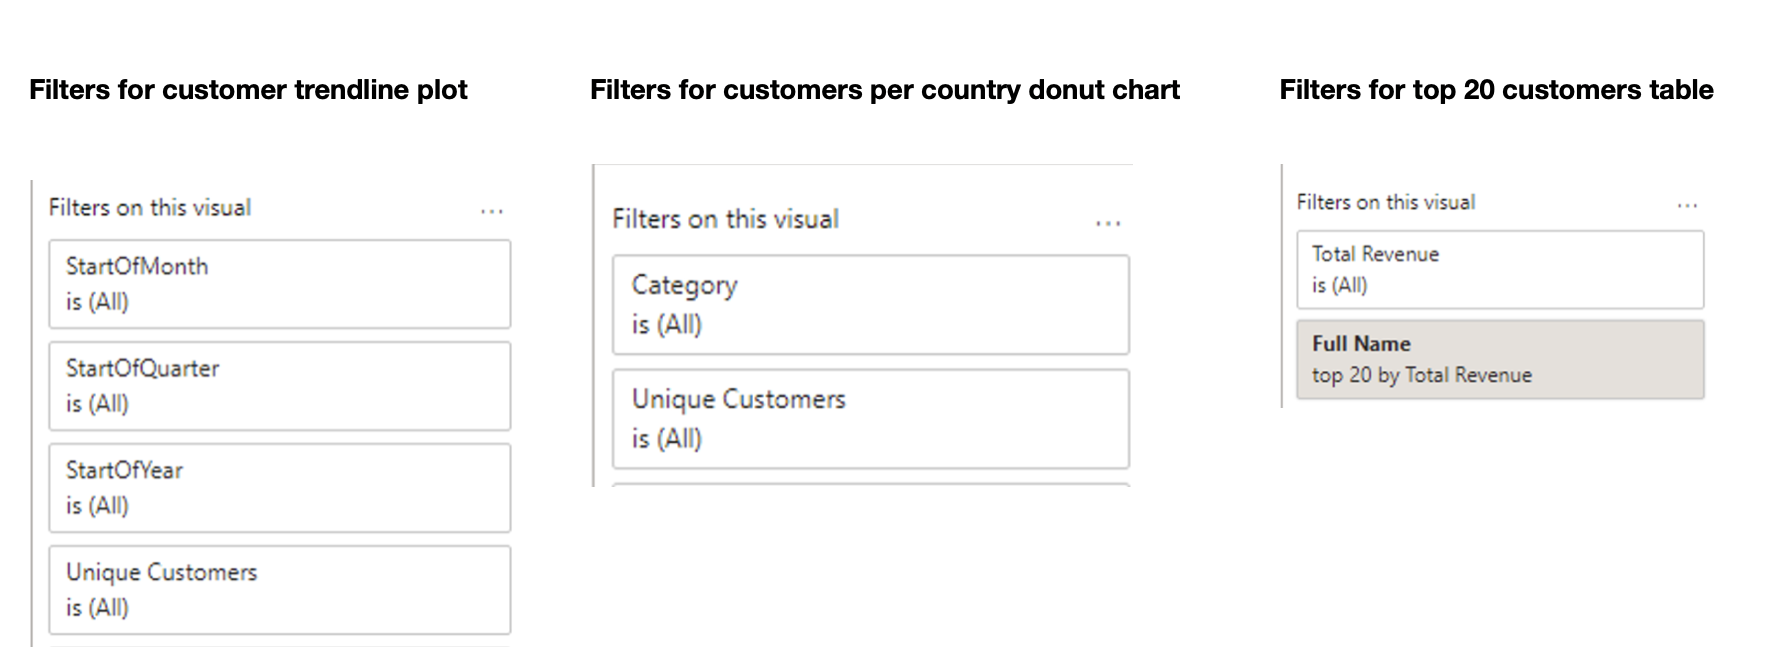 Filters for customer trendline plot
Filters on this visual
...
StartOfMonth
is (All)
StartOfQuarter
is (All)
StartOfYear
is (All)
Unique Customers
is (All)
Filters for customers per country donut chart
Filters on this visual
...
Category
is (All)
Unique Customers
is (All)
Filters for top 20 customers table
Filters on this visual
...
Total Revenue
is (All)
Full Name
top 20 by Total Revenue